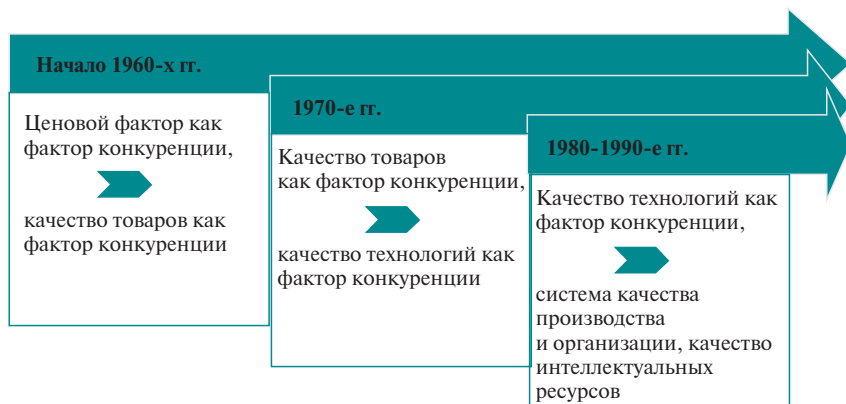 Начало 1960-х гг.
Ценовой фактор как
фактор конкуренции,
качество товаров как
фактор конкуренции
1970-е гг.
Качество товаров
как фактор конкуренции,
качество технологий как
фактор конкуренции
1980-1990-е гг.
Качество технологий как
фактор конкуренции,
система качества
производства
и организации, качество
интеллектуальных
ресурсов